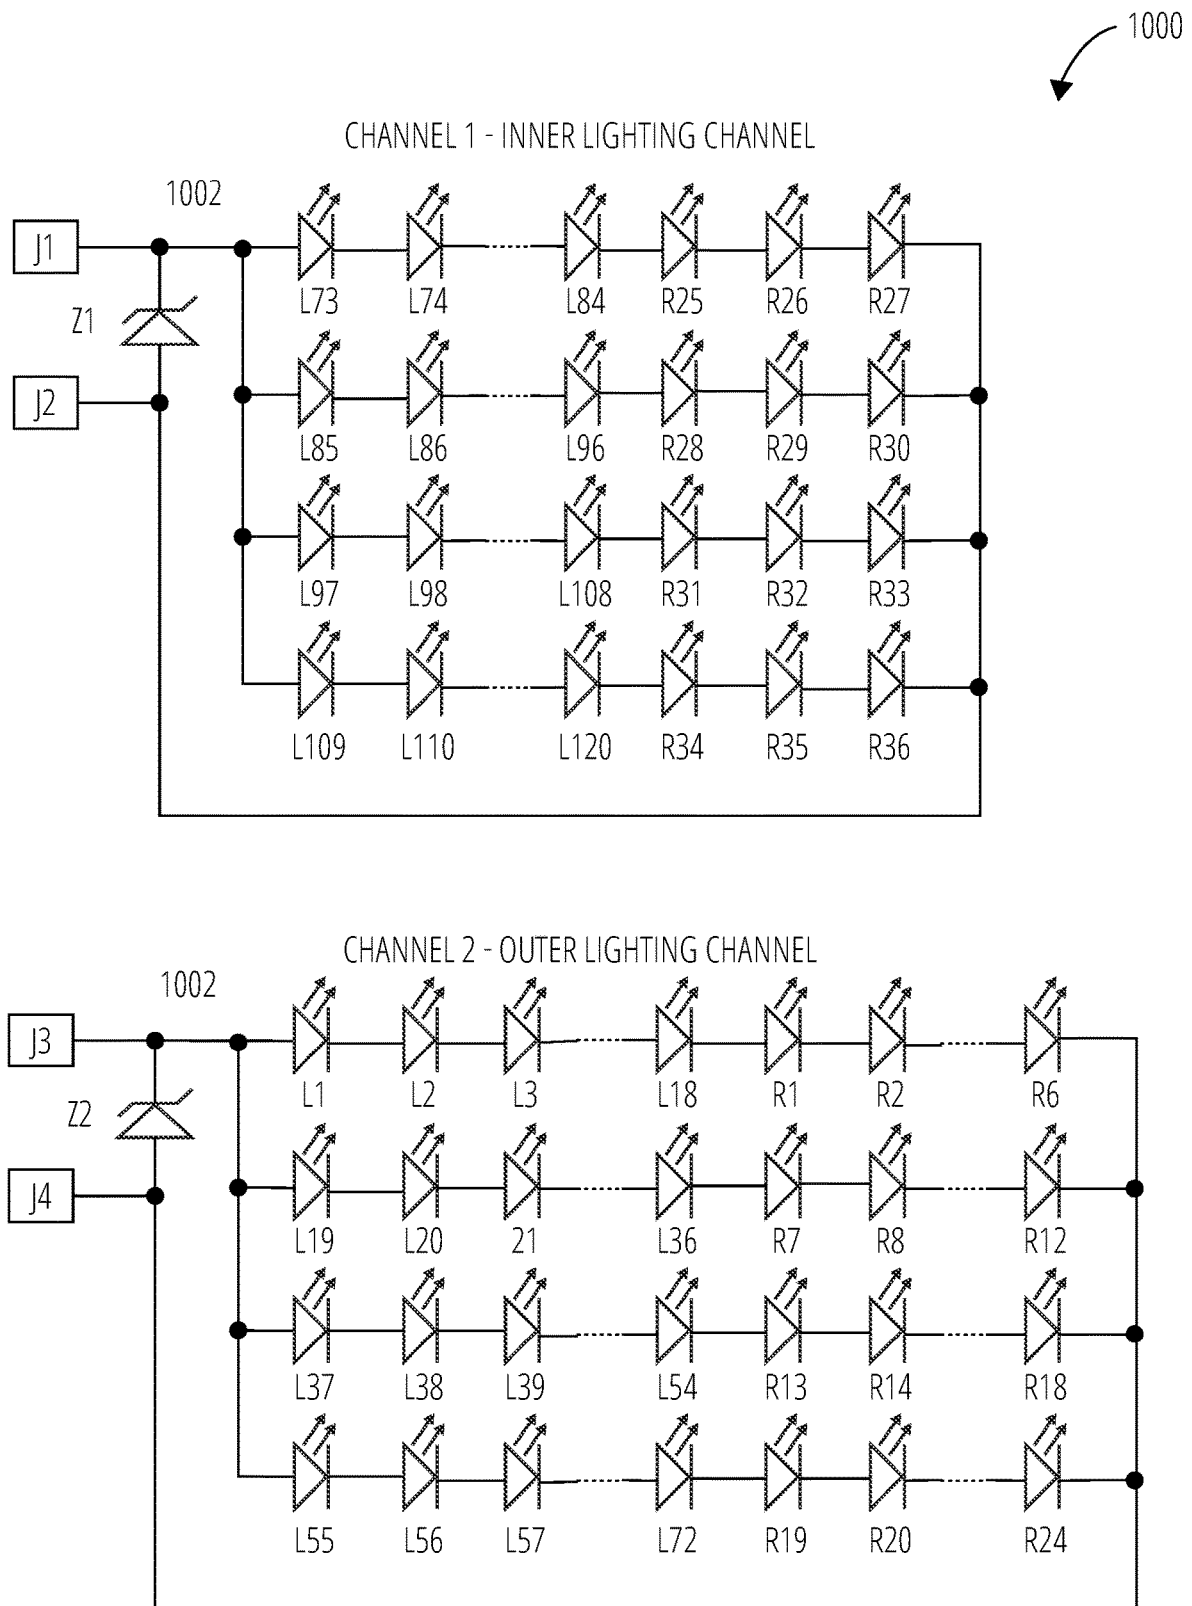 1000
CHANNEL 1 - INNER LIGHTING CHANNEL
1002
J1
L73 L74 L84 R25 R26 R27
Z1
J2
L85 L86 L96 R28 R29 R30
L97 L98 L108 R31 R32 R33
L109 L110 L120 R34 R35 R36
CHANNEL 2 - OUTER LIGHTING CHANNEL
1002
J3
L1 L2 L3 L18 R1 R2 R6
Z2
J4
L19 L20 21 L36 R7 R8 R12
L37 L38 L39 L54 R13 R14 R18
L55 L56 L57 L72 R19 R20 R24